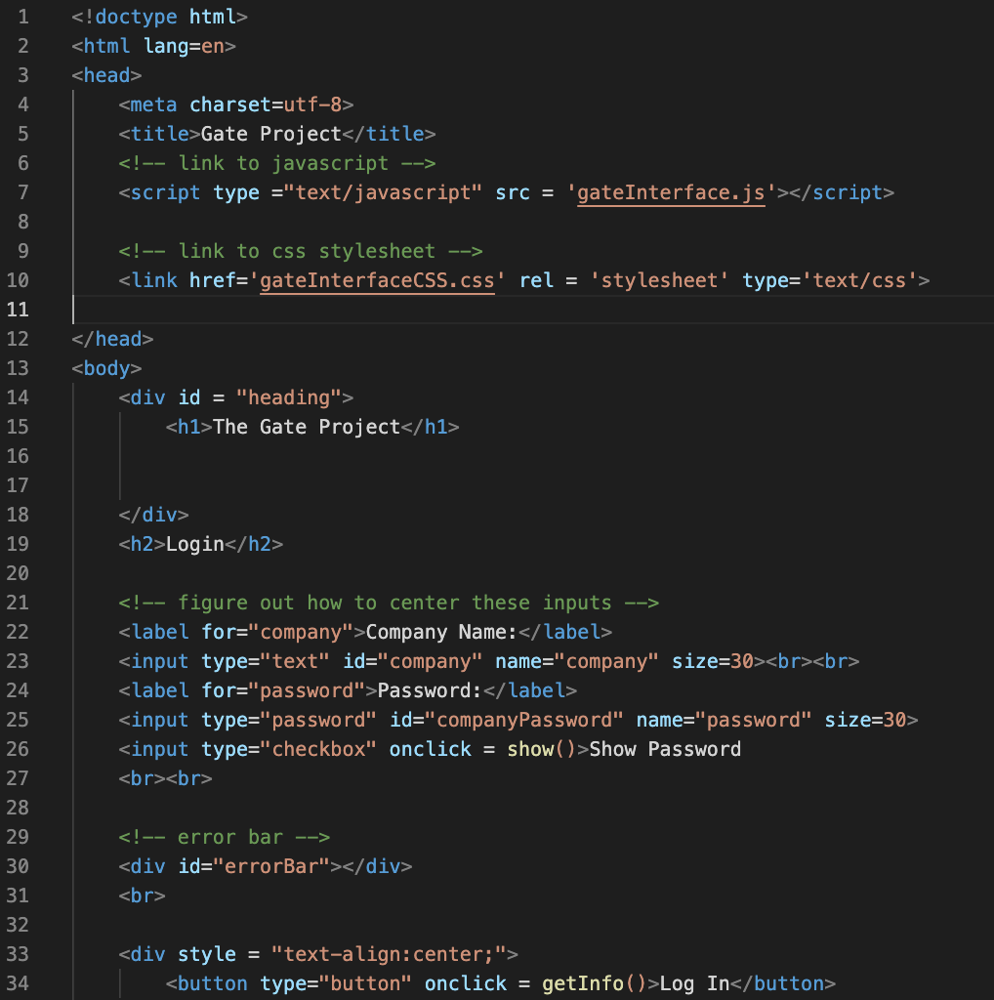 1 <!doctype html>
2 <html lang=en>
3 <head>
4 <meta charset=utf-8>
5 <title>Gate Project</title>
6 <!-- link to javascript -->
7 <script type ="text/javascript" src = 'gateInterface.js'></script>
8
9 <!-- link to css stylesheet -->
10 <link href='gateInterfaceCSS.css' rel = 'stylesheet' type='text/css'>
11
12 </head>
13 <body>
14 <div id = "heading">
15 <h1>The Gate Project</h1>
16
17
18 </div>
19 <h2>Login</h2>
20
21 <!-- figure out how to center these inputs -->
22 <label for="company">Company Name:</label>
23 <input type="text" id="company" name="company" size=30><br><br>
24 <label for="password">Password:</label>
25 <input type="password" id="companyPassword" name="password" size=30>
26 <input type="checkbox" onclick = show()>Show Password
27 <br><br>
28
29 <!-- error bar -->
30 <div id="errorBar"></div>
31 <br>
32
33 <div style = "text-align:center;">
34 <button type="button" onclick = getInfo()>Log In</button>